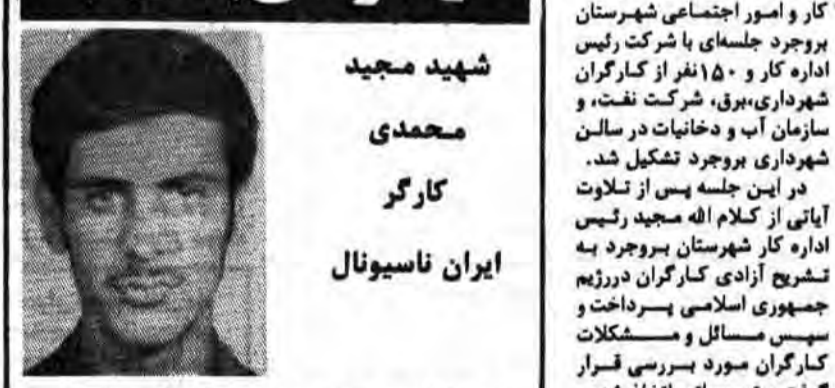 کار و امور اجتماعی شهرستان
بروجرد جلسه‌ای با شرکت رئیس
اداره کار و ۱۵۰نفر از کارگران
شهرداری،برق، شرکت نفت، و
سازمان آب و دخانیات در سالن
شهرداری بروجرد تشکیل شد.
در این جلسه پس از تلاوت
آیاتی از کلام الله مجید رئیس
اداره کار شهرستان بروجرد به
تشریح آزادی کارگران دررژیم
جمهوری اسلامی پرداخت و
سپس مسائل و مشکلات
کارگران مورد بررسی قرار
شهید مجید
محمدی
کارگر
ایران ناسیونال